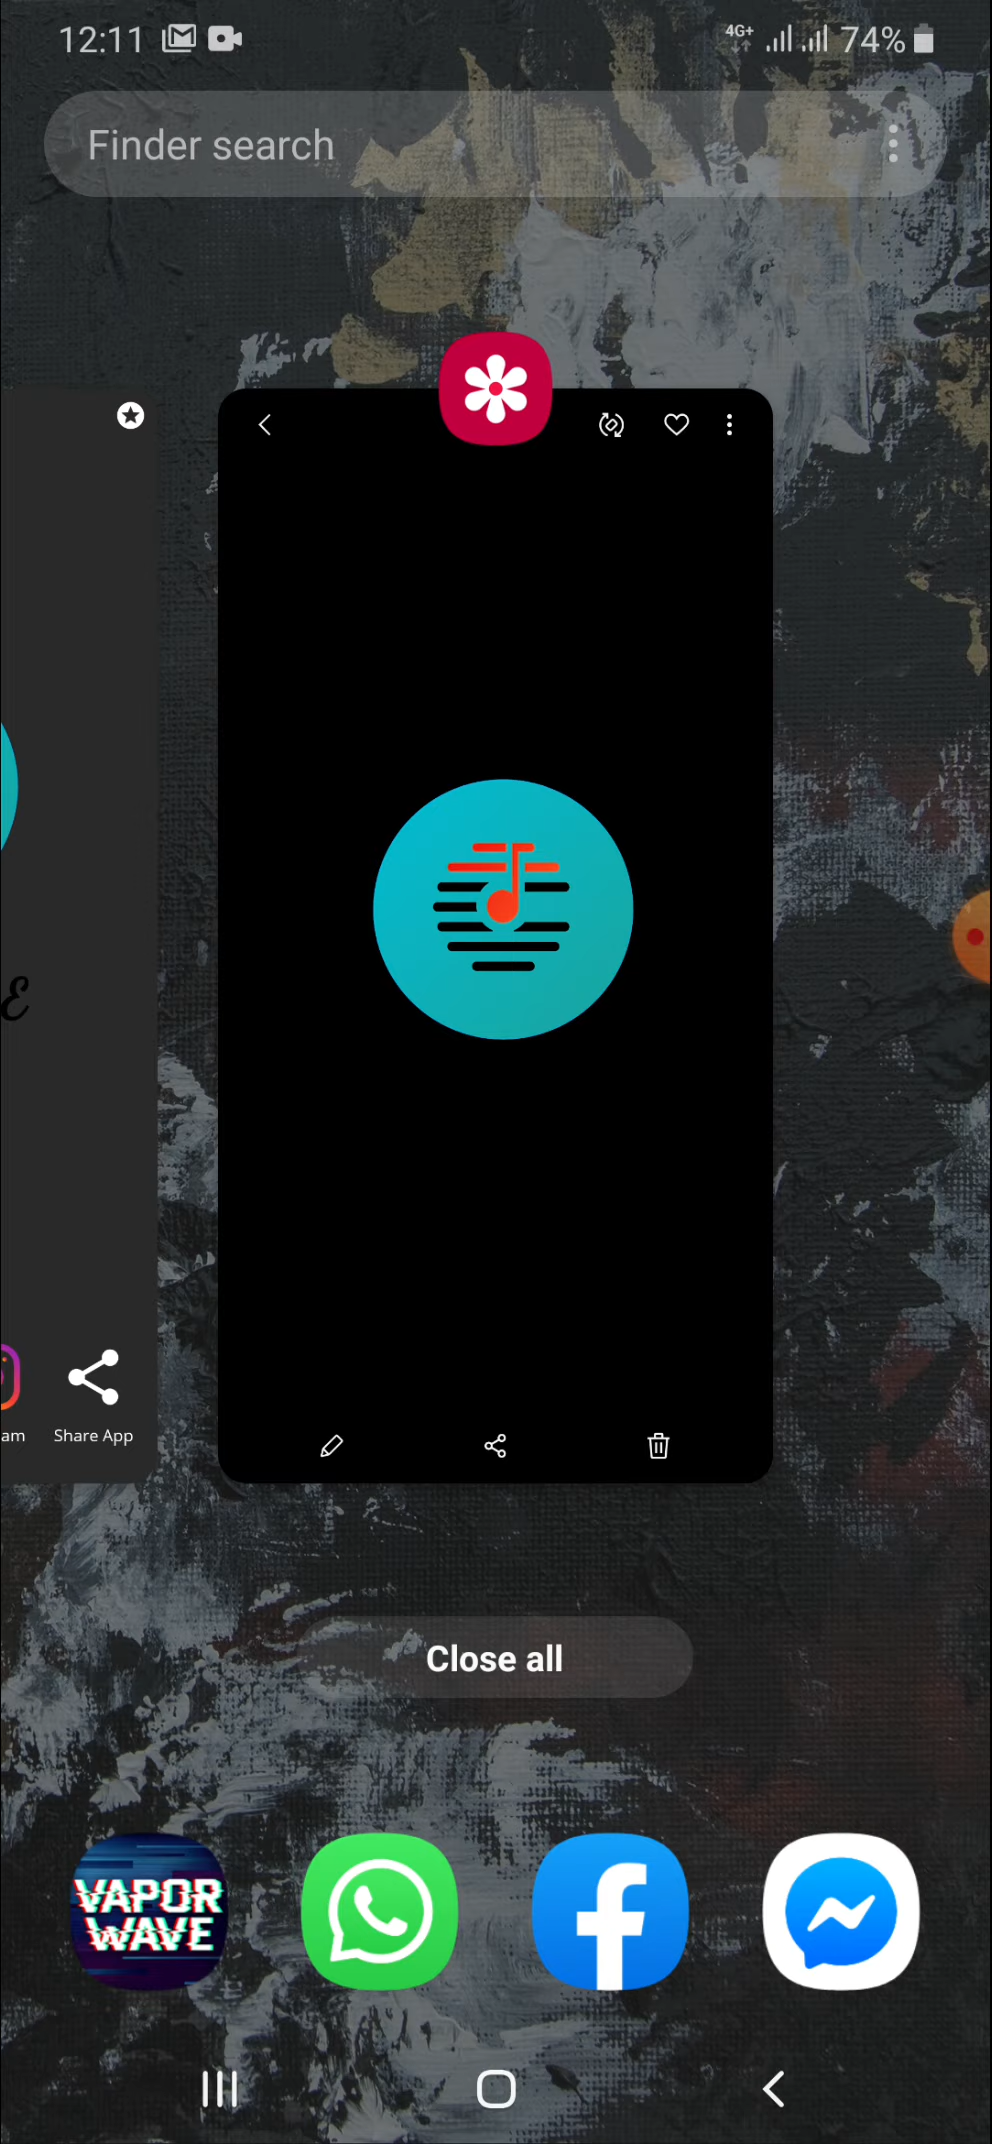 12:11
4G+ 74%
Finder search
ε
am Share App
Close all
VAPOR
WAVE